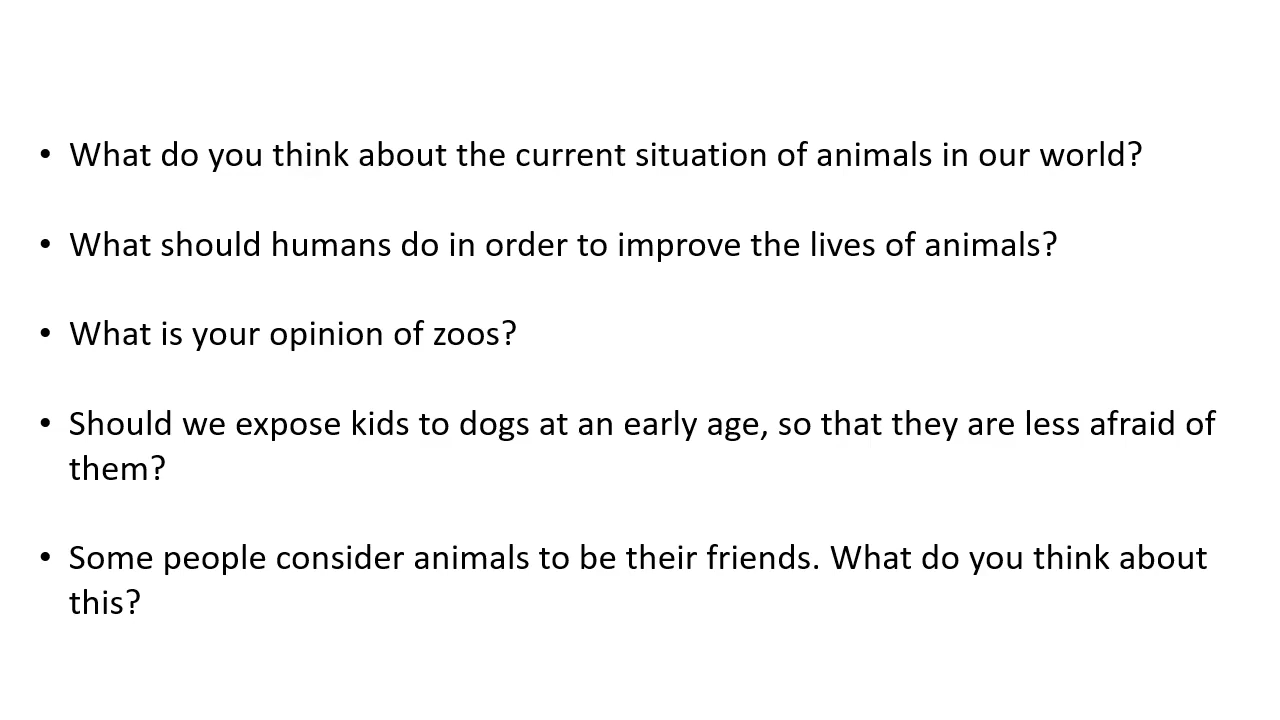 • What do you think about the current situation of animals in our world?
• What should humans do in order to improve the lives of animals?
• What is your opinion of zoos?
• Should we expose kids to dogs at an early age, so that they are less afraid of
them?
• Some people consider animals to be their friends. What do you think about
this?